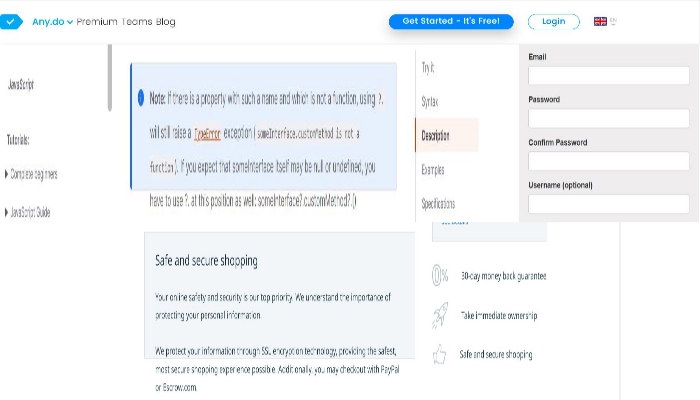 Any.do Premium Teams Blog
Get Started - It's Free!
Login
EN
JavaScript
Tutorials:
Complete beginners
JavaScript Guide
Note: If there is a property with such a name and which is not a function, using ?.
will still raise a TypeError exception (someInterface.customMethod is not a
function). If you expect that someInterface itself may be null or undefined, you
have to use ?. at this position as well: someInterface?.customMethod?.()
Try it
Syntax
Description
Examples
Specifications
Email
Password
Confirm Password
Username (optional)
Safe and secure shopping
Your online safety and security is our top priority. We understand the importance of
protecting your personal information.
We protect your information through SSL encryption technology, providing the safest,
most secure shopping experience possible. Additionally, you may checkout with PayPal
or Escrow.com.
0%
30-day money back guarantee
Take immediate ownership
Safe and secure shopping